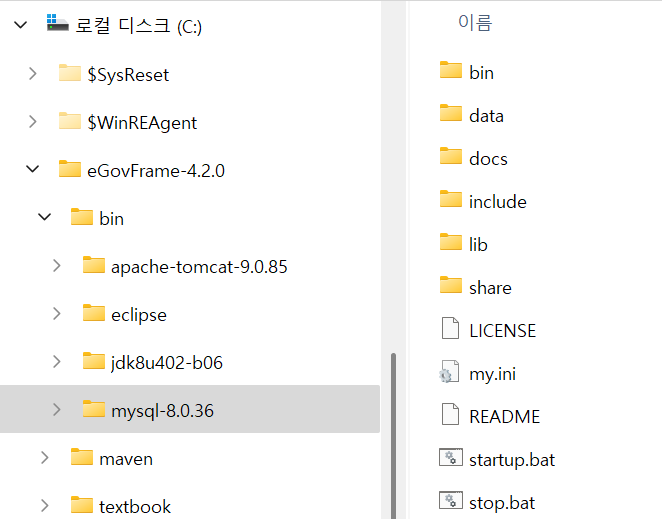 로컬 디스크 (C:)
$SysReset
$WinREAgent
eGovFrame-4.2.0
bin
apache-tomcat-9.0.85
eclipse
jdk8u402-b06
mysql-8.0.36
maven
textbook
이름
bin
data
docs
include
lib
share
LICENSE
my.ini
README
startup.bat
stop.bat